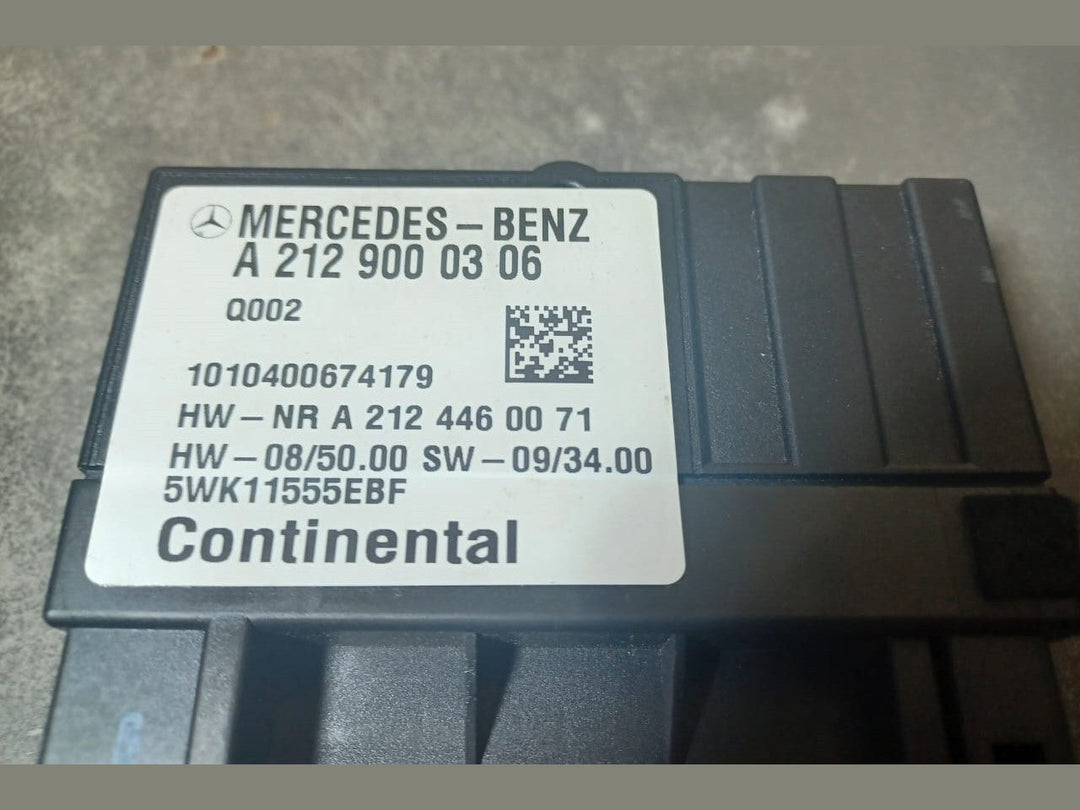 MERCEDES-BENZ
A 212 900 03 06
Q002
1010400674179
HW-NR A 212 446 00 71
HW-08/50.00 SW-09/34.00
5WK11555EBF
Continental